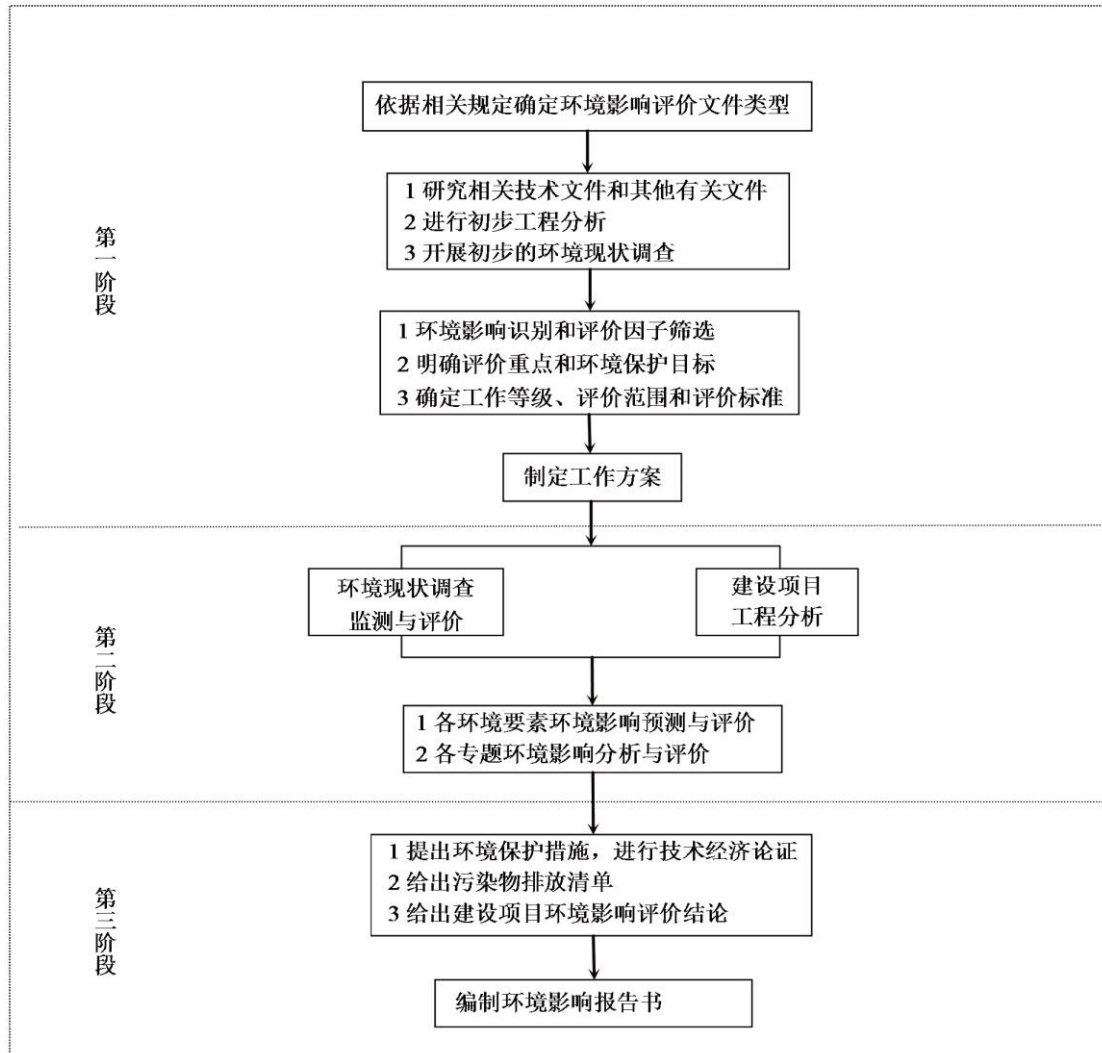 依据相关规定确定环境影响评价文件类型
1 研究相关技术文件和其他有关文件
2 进行初步工程分析
3 开展初步的环境现状调查
第一阶段
1 环境影响识别和评价因子筛选
2 明确评价重点和环境保护目标
3 确定工作等级、评价范围和评价标准
制定工作方案
第二阶段
环境现状调查
监测与评价
建设项目
工程分析
1 各环境要素环境影响预测与评价
2 各专题环境影响分析与评价
第三阶段
1 提出环境保护措施，进行技术经济论证
2 给出污染物排放清单
3 给出建设项目环境影响评价结论
编制环境影响报告书